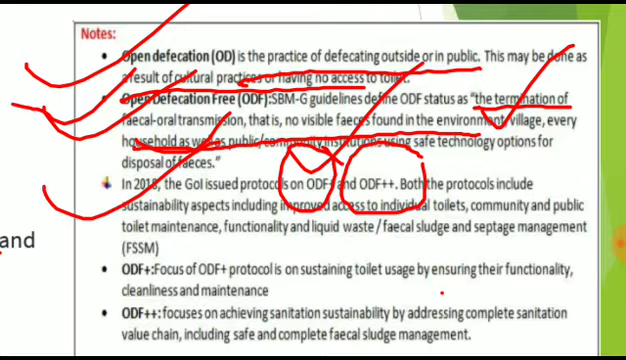 Notes:
• Open defecation (OD) is the practice of defecating outside or in public. This may be done as
a result of cultural practices or having no access to toilet.
• Open Defecation Free (ODF):SBM-G guidelines define ODF status as "the termination of
faecal-oral transmission, that is, no visible faeces found in the environment, village, every
household as well as public/community institutions using safe technology options for
disposal of faeces."
In 2018, the GoI issued protocols on ODF+ and ODF++. Both the protocols include
sustainability aspects including improved access to individual toilets, community and public
toilet maintenance, functionality and liquid waste / faecal sludge and septage management
(FSSM)
• ODF+:Focus of ODF+ protocol is on sustaining toilet usage by ensuring their functionality,
cleanliness and maintenance
• ODF++: focuses on achieving sanitation sustainability by addressing complete sanitation
value chain, including safe and complete faecal sludge management.
and